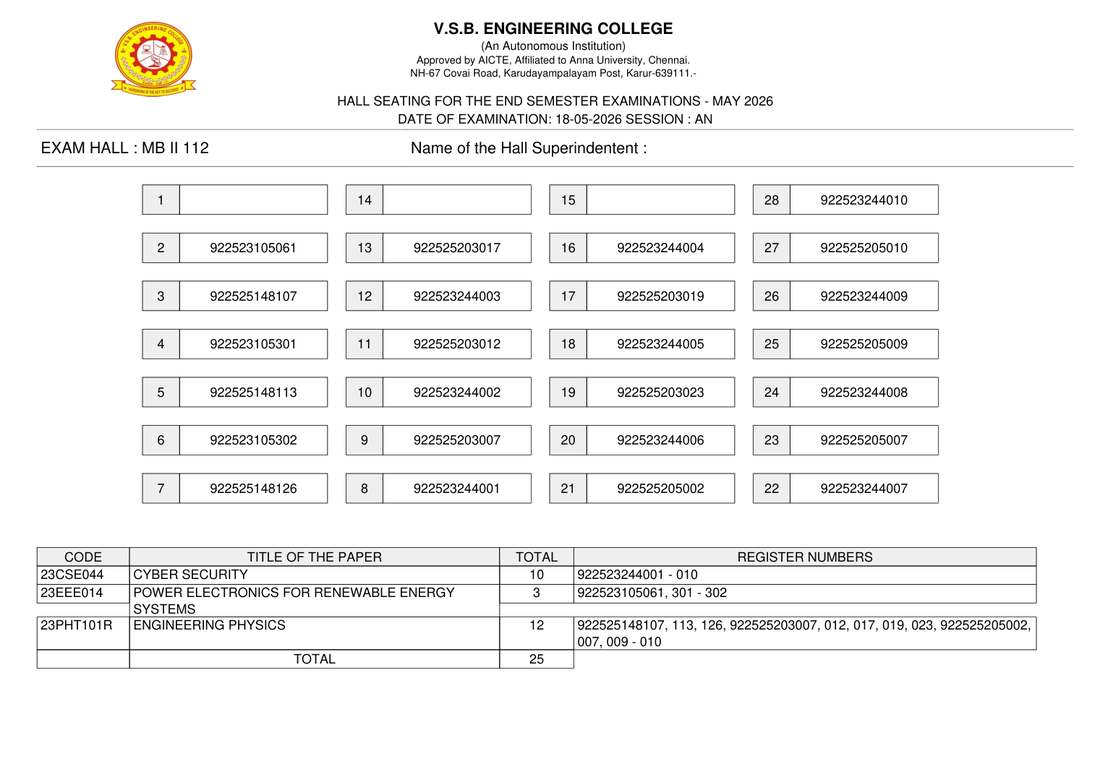 V.S.B. ENGINEERING COLLEGE
(An Autonomous Institution)
Approved by AICTE, Affiliated to Anna University, Chennai.
NH-67 Covai Road, Karudayampalayam Post, Karur-639111.-
HALL SEATING FOR THE END SEMESTER EXAMINATIONS - MAY 2026
DATE OF EXAMINATION: 18-05-2026 SESSION : AN
EXAM HALL : MB II 112 Name of the Hall Superindentent :
1 14 15 28 922523244010
2 922523105061 13 922525203017 16 922523244004 27 922525205010
3 922525148107 12 922523244003 17 922525203019 26 922523244009
4 922523105301 11 922525203012 18 922523244005 25 922525205009
5 922525148113 10 922523244002 19 922525203023 24 922523244008
6 922523105302 9 922525203007 20 922523244006 23 922525205007
7 922525148126 8 922523244001 21 922525205002 22 922523244007
CODE TITLE OF THE PAPER TOTAL REGISTER NUMBERS
23CSE044 CYBER SECURITY 10 922523244001 - 010
23EEE014 POWER ELECTRONICS FOR RENEWABLE ENERGY 3 922523105061, 301 - 302
SYSTEMS
23PHT101R ENGINEERING PHYSICS 12 922525148107, 113, 126, 922525203007, 012, 017, 019, 023, 922525205002,
007, 009 - 010
TOTAL 25